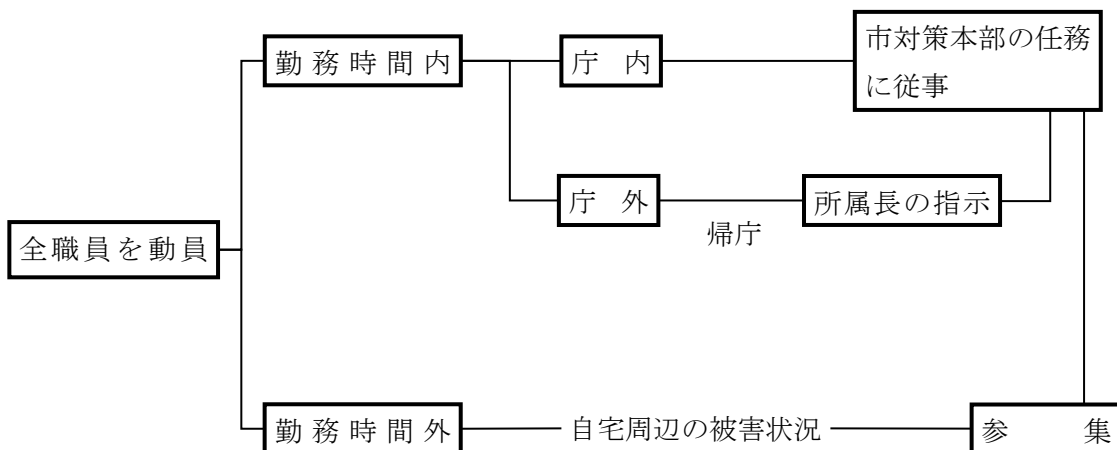 市対策本部の任務
に従事
勤務時間内
庁内
庁外
所属長の指示
帰庁
全職員を動員
勤務時間外
自宅周辺の被害状況
参集